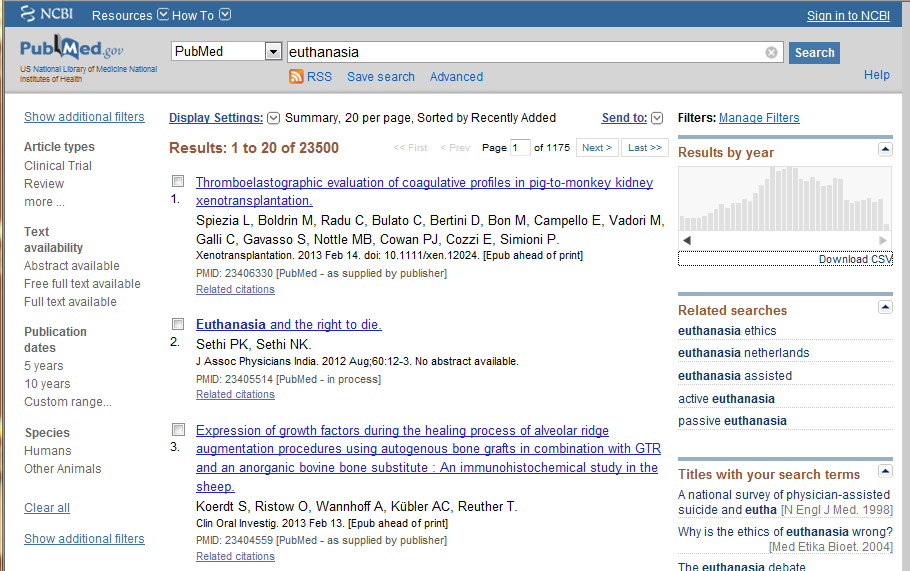 NCBI Resources How To Sign in to NCBI
PubMed.gov
US National Library of Medicine National
Institutes of Health
PubMed euthanasia Search
RSS Save search Advanced
Help
Show additional filters
Article types
Clinical Trial
Review
more ...
Text
availability
Abstract available
Free full text available
Full text available
Publication
dates
5 years
10 years
Custom range...
Species
Humans
Other Animals
Clear all
Show additional filters
Display Settings: Summary, 20 per page, Sorted by Recently Added Send to:
Results: 1 to 20 of 23500 << First < Prev Page 1 of 1175 Next > Last >>
Thromboelastographic evaluation of coagulative profiles in pig-to-monkey kidney
1. xenotransplantation.
Spiezia L, Boldrin M, Radu C, Bulato C, Bertini D, Bon M, Campello E, Vadori M,
Galli C, Gavasso S, Nottle MB, Cowan PJ, Cozzi E, Simioni P.
Xenotransplantation. 2013 Feb 14. doi: 10.1111/xen.12024. [Epub ahead of print]
PMID: 23406330 [PubMed - as supplied by publisher]
Related citations
Euthanasia and the right to die.
2. Sethi PK, Sethi NK.
J Assoc Physicians India. 2012 Aug;60:12-3. No abstract available.
PMID: 23405514 [PubMed - in process]
Related citations
Expression of growth factors during the healing process of alveolar ridge
3. augmentation procedures using autogenous bone grafts in combination with GTR
and an anorganic bovine bone substitute : An immunohistochemical study in the
sheep.
Koerdt S, Ristow O, Wannhoff A, Kübler AC, Reuther T.
Clin Oral Investig. 2013 Feb 13. [Epub ahead of print]
PMID: 23404559 [PubMed - as supplied by publisher]
Related citations
Filters: Manage Filters
Results by year
Download CSV
Related searches
euthanasia ethics
euthanasia netherlands
euthanasia assisted
active euthanasia
passive euthanasia
Titles with your search terms
A national survey of physician-assisted
suicide and eutha [N Engl J Med. 1998]
Why is the ethics of euthanasia wrong?
[Med Etika Bioet. 2004]
The euthanasia debate